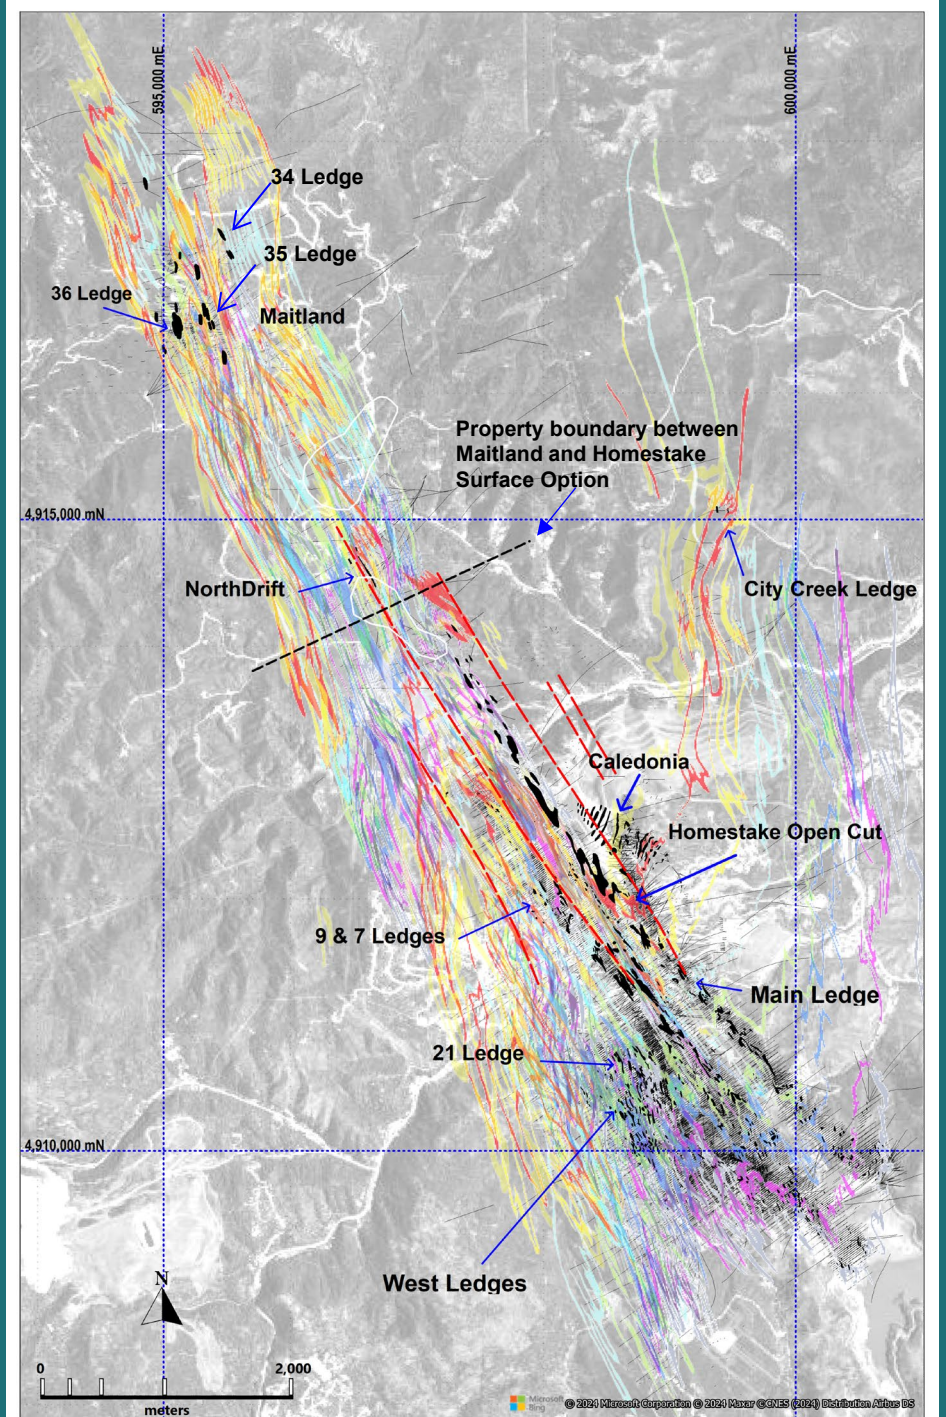 595,000 mE
600,000 mE
34 Ledge
35 Ledge
36 Ledge
Maitland
Property boundary between
Maitland and Homestake
Surface Option
4,915,000 mN
NorthDrift
City Creek Ledge
Caledonia
Homestake Open Cut
9 & 7 Ledges
Main Ledge
21 Ledge
4,910,000 mN
West Ledges
N
0 2,000
meters
Microsoft
Bing
© 2024 Microsoft Corporation © 2024 Maxar ©CNES (2024) Distribution Airbus DS